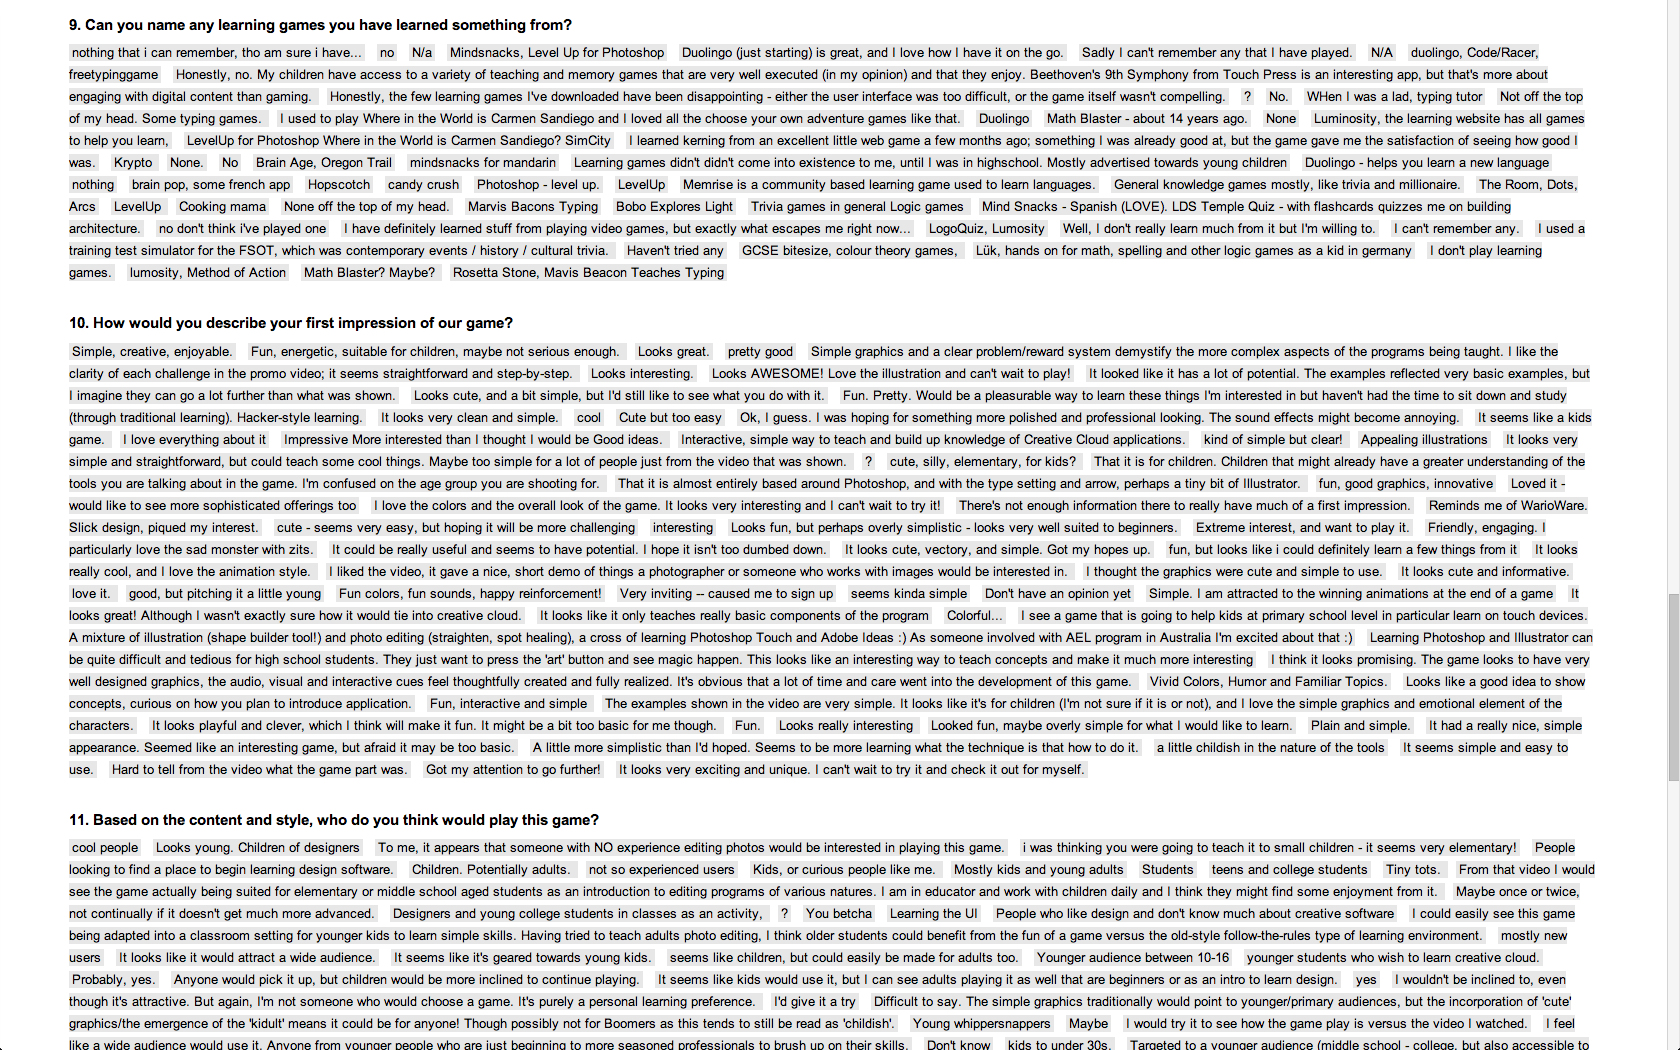 9. Can you name any learning games you have learned something from?
nothing that i can remember, tho am sure i have... no N/a Mindsnacks, Level Up for Photoshop Duolingo (just starting) is great, and I love how I have it on the go. Sadly I can't remember any that I have played. N/A duolingo, Code/Racer,
freetypinggame Honestly, no. My children have access to a variety of teaching and memory games that are very well executed (in my opinion) and that they enjoy. Beethoven's 9th Symphony from Touch Press is an interesting app, but that's more about
engaging with digital content than gaming. Honestly, the few learning games I've downloaded have been disappointing - either the user interface was too difficult, or the game itself wasn't compelling. ? No. WHen I was a lad, typing tutor Not off the top
of my head. Some typing games. I used to play Where in the World is Carmen Sandiego and I loved all the choose your own adventure games like that. Duolingo Math Blaster - about 14 years ago. None Luminosity, the learning website has all games
to help you learn, LevelUp for Photoshop Where in the World is Carmen Sandiego? SimCity I learned kerning from an excellent little web game a few months ago; something I was already good at, but the game gave me the satisfaction of seeing how good I
was. Krypto None. No Brain Age, Oregon Trail mindsnacks for mandarin Learning games didn't didn't come into existence to me, until I was in highschool. Mostly advertised towards young children Duolingo - helps you learn a new language
nothing brain pop, some french app Hopscotch candy crush Photoshop - level up. LevelUp Memrise is a community based learning game used to learn languages. General knowledge games mostly, like trivia and millionaire. The Room, Dots,
Arcs LevelUp Cooking mama None off the top of my head. Marvis Bacons Typing Bobo Explores Light Trivia games in general Logic games Mind Snacks - Spanish (LOVE). LDS Temple Quiz - with flashcards quizzes me on building
architecture. no don't think i've played one I have definitely learned stuff from playing video games, but exactly what escapes me right now... LogoQuiz, Lumosity Well, I don't really learn much from it but I'm willing to. I can't remember any. I used a
training test simulator for the FSOT, which was contemporary events / history / cultural trivia. Haven't tried any GCSE bitesize, colour theory games, Lük, hands on for math, spelling and other logic games as a kid in germany I don't play learning
games. lumosity, Method of Action Math Blaster? Maybe? Rosetta Stone, Mavis Beacon Teaches Typing
10. How would you describe your first impression of our game?
Simple, creative, enjoyable. Fun, energetic, suitable for children, maybe not serious enough. Looks great. pretty good Simple graphics and a clear problem/reward system demystify the more complex aspects of the programs being taught. I like the
clarity of each challenge in the promo video; it seems straightforward and step-by-step. Looks interesting. Looks AWESOME! Love the illustration and can't wait to play! It looked like it has a lot of potential. The examples reflected very basic examples, but
I imagine they can go a lot further than what was shown. Looks cute, and a bit simple, but I'd still like to see what you do with it. Fun. Pretty. Would be a pleasurable way to learn these things I'm interested in but haven't had the time to sit down and study
(through traditional learning). Hacker-style learning. It looks very clean and simple. cool Cute but too easy Ok, I guess. I was hoping for something more polished and professional looking. The sound effects might become annoying. It seems like a kids
game. I love everything about it Impressive More interested than I thought I would be Good ideas. Interactive, simple way to teach and build up knowledge of Creative Cloud applications. kind of simple but clear! Appealing illustrations It looks very
simple and straightforward, but could teach some cool things. Maybe too simple for a lot of people just from the video that was shown. ? cute, silly, elementary, for kids? That it is for children. Children that might already have a greater understanding of the
tools you are talking about in the game. I'm confused on the age group you are shooting for. That it is almost entirely based around Photoshop, and with the type setting and arrow, perhaps a tiny bit of Illustrator. fun, good graphics, innovative Loved it -
would like to see more sophisticated offerings too I love the colors and the overall look of the game. It looks very interesting and I can't wait to try it! There's not enough information there to really have much of a first impression. Reminds me of WarioWare.
Slick design, piqued my interest. cute - seems very easy, but hoping it will be more challenging interesting Looks fun, but perhaps overly simplistic - looks very well suited to beginners. Extreme interest, and want to play it. Friendly, engaging. I
particularly love the sad monster with zits. It could be really useful and seems to have potential. I hope it isn't too dumbed down. It looks cute, vectory, and simple. Got my hopes up. fun, but looks like i could definitely learn a few things from it It looks
really cool, and I love the animation style. I liked the video, it gave a nice, short demo of things a photographer or someone who works with images would be interested in. I thought the graphics were cute and simple to use. It looks cute and informative.
love it. good, but pitching it a little young Fun colors, fun sounds, happy reinforcement! Very inviting -- caused me to sign up seems kinda simple Don't have an opinion yet Simple. I am attracted to the winning animations at the end of a game It
looks great! Although I wasn't exactly sure how it would tie into creative cloud. It looks like it only teaches really basic components of the program Colorful... I see a game that is going to help kids at primary school level in particular learn on touch devices.
A mixture of illustration (shape builder tool!) and photo editing (straighten, spot healing), a cross of learning Photoshop Touch and Adobe Ideas :) As someone involved with AEL program in Australia I'm excited about that :) Learning Photoshop and Illustrator can
be quite difficult and tedious for high school students. They just want to press the 'art' button and see magic happen. This looks like an interesting way to teach concepts and make it much more interesting I think it looks promising. The game looks to have very
well designed graphics, the audio, visual and interactive cues feel thoughtfully created and fully realized. It's obvious that a lot of time and care went into the development of this game. Vivid Colors, Humor and Familiar Topics. Looks like a good idea to show
concepts, curious on how you plan to introduce application. Fun, interactive and simple The examples shown in the video are very simple. It looks like it's for children (I'm not sure if it is or not), and I love the simple graphics and emotional element of the
characters. It looks playful and clever, which I think will make it fun. It might be a bit too basic for me though. Fun. Looks really interesting Looked fun, maybe overly simple for what I would like to learn. Plain and simple. It had a really nice, simple
appearance. Seemed like an interesting game, but afraid it may be too basic. A little more simplistic than I'd hoped. Seems to be more learning what the technique is that how to do it. a little childish in the nature of the tools It seems simple and easy to
use. Hard to tell from the video what the game part was. Got my attention to go further! It looks very exciting and unique. I can't wait to try it and check it out for myself.
11. Based on the content and style, who do you think would play this game?
cool people Looks young. Children of designers To me, it appears that someone with NO experience editing photos would be interested in playing this game. i was thinking you were going to teach it to small children - it seems very elementary! People
looking to find a place to begin learning design software. Children. Potentially adults. not so experienced users Kids, or curious people like me. Mostly kids and young adults Students teens and college students Tiny tots. From that video I would
see the game actually being suited for elementary or middle school aged students as an introduction to editing programs of various natures. I am in educator and work with children daily and I think they might find some enjoyment from it. Maybe once or twice,
not continually if it doesn't get much more advanced. Designers and young college students in classes as an activity, ? You betcha Learning the UI People who like design and don't know much about creative software I could easily see this game
being adapted into a classroom setting for younger kids to learn simple skills. Having tried to teach adults photo editing, I think older students could benefit from the fun of a game versus the old-style follow-the-rules type of learning environment. mostly new
users It looks like it would attract a wide audience. It seems like it's geared towards young kids. seems like children, but could easily be made for adults too. Younger audience between 10-16 younger students who wish to learn creative cloud.
Probably, yes. Anyone would pick it up, but children would be more inclined to continue playing. It seems like kids would use it, but I can see adults playing it as well that are beginners or as an intro to learn design. yes I wouldn't be inclined to, even
though it's attractive. But again, I'm not someone who would choose a game. It's purely a personal learning preference. I'd give it a try Difficult to say. The simple graphics traditionally would point to younger/primary audiences, but the incorporation of 'cute'
graphics/the emergence of the 'kidult' means it could be for anyone! Though possibly not for Boomers as this tends to still be read as 'childish'. Young whippersnappers Maybe I would try it to see how the game play is versus the video I watched. I feel
like a wide audience would use it. Anyone from younger people who are just beginning to more seasoned professionals to brush up on their skills. Don't know kids to under 30s. Targeted to a younger audience (middle school - college, but also accessible to